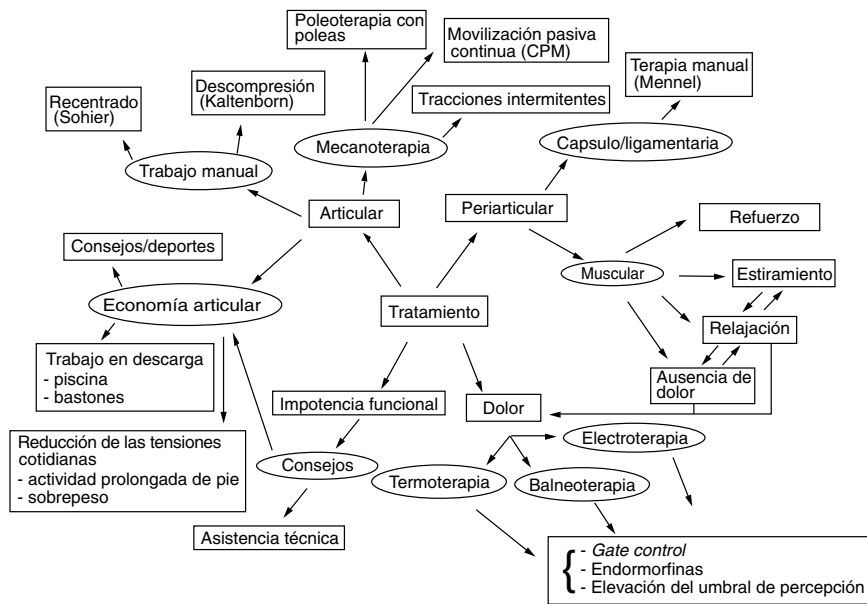 Poleoterapia con
poleas
Movilización pasiva
continua (CPM)
Terapia manual
(Mennel)
Descompresión
(Kaltenborn)
Recentrado
(Sohier)
Tracciones intermitentes
Mecanoterapia
Capsulo/ligamentaria
Trabajo manual
Articular
Periarticular
Refuerzo
Consejos/deportes
Muscular
Estiramiento
Economía articular
Tratamiento
Relajación
Trabajo en descarga
- piscina
- bastones
Ausencia de
dolor
Impotencia funcional
Dolor
Reducción de las tensiones
cotidianas
- actividad prolongada de pie
- sobrepeso
Electroterapia
Consejos
Termoterapia
Balneoterapia
Asistencia técnica
{ - Gate control
- Endormorfinas
- Elevación del umbral de percepción